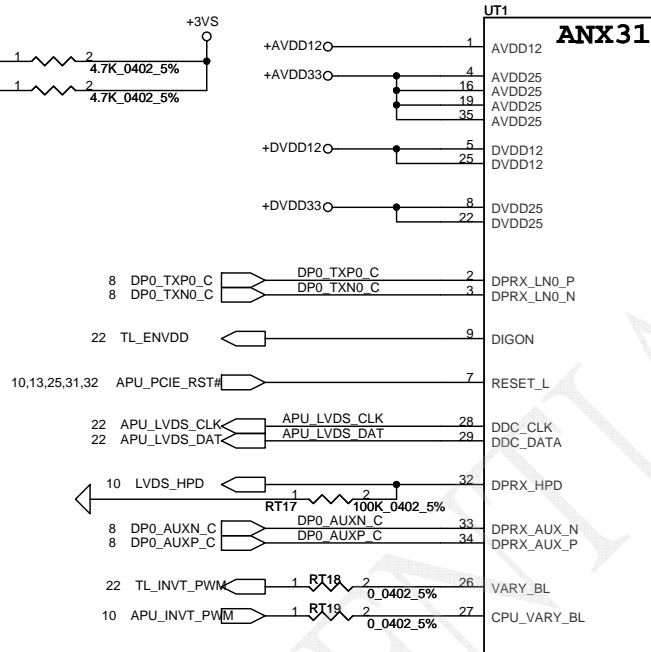 UT1
+3VS
ANX31
1 2
4.7K_0402_5%
1 2
4.7K_0402_5%
+AVDD12 1 AVDD12
+AVDD33 4 AVDD25
16 AVDD25
19 AVDD25
35 AVDD25
+DVDD12 5 DVDD12
25 DVDD12
+DVDD33 8 DVDD25
22 DVDD25
8 DP0_TXP0_C DP0_TXP0_C 2 DPRX_LN0_P
8 DP0_TXN0_C DP0_TXN0_C 3 DPRX_LN0_N
22 TL_ENVDD 9 DIGON
10,13,25,31,32 APU_PCIE_RST# 7 RESET_L
22 APU_LVDS_CLK APU_LVDS_CLK 28 DDC_CLK
22 APU_LVDS_DAT APU_LVDS_DAT 29 DDC_DATA
10 LVDS_HPD 32 DPRX_HPD
RT17 1 2 100K_0402_5%
8 DP0_AUXN_C DP0_AUXN_C 33 DPRX_AUX_N
8 DP0_AUXP_C DP0_AUXP_C 34 DPRX_AUX_P
22 TL_INVT_PWM 1 RT18 2 26 VARY_BL
0_0402_5%
10 APU_INVT_PWM 1 RT19 2 27 CPU_VARY_BL
0_0402_5%